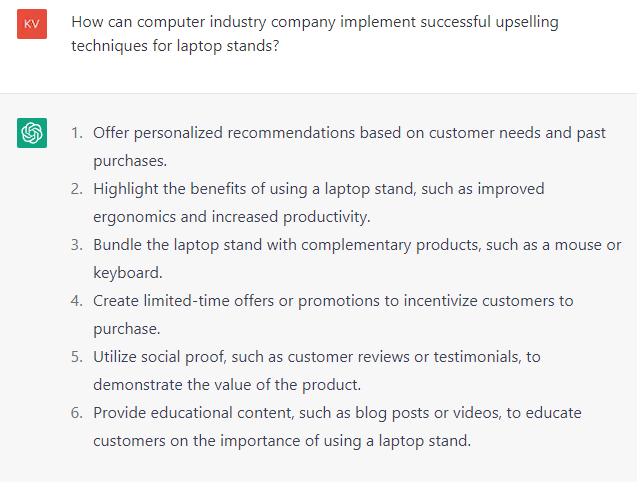 KV
How can computer industry company implement successful upselling
techniques for laptop stands?
1. Offer personalized recommendations based on customer needs and past
purchases.
2. Highlight the benefits of using a laptop stand, such as improved
ergonomics and increased productivity.
3. Bundle the laptop stand with complementary products, such as a mouse or
keyboard.
4. Create limited-time offers or promotions to incentivize customers to
purchase.
5. Utilize social proof, such as customer reviews or testimonials, to
demonstrate the value of the product.
6. Provide educational content, such as blog posts or videos, to educate
customers on the importance of using a laptop stand.